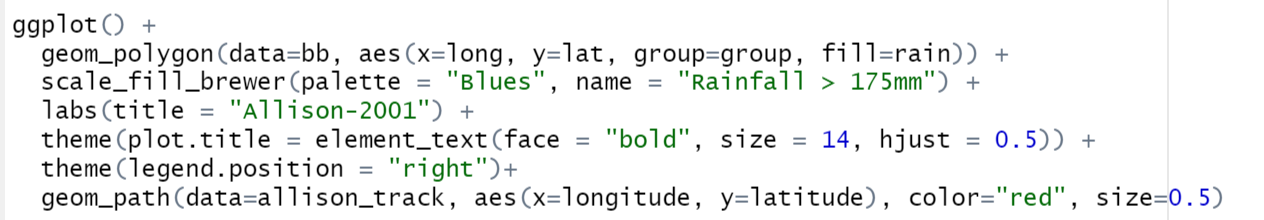 ggplot() +
  geom_polygon(data=bb, aes(x=long, y=lat, group=group, fill=rain)) +
  scale_fill_brewer(palette = "Blues", name = "Rainfall > 175mm") +
  labs(title = "Allison-2001") +
  theme(plot.title = element_text(face = "bold", size = 14, hjust = 0.5)) +
  theme(legend.position = "right")+
  geom_path(data=allison_track, aes(x=longitude, y=latitude), color="red", size=0.5)